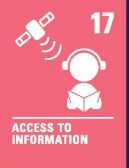 17
ACCESS TO
INFORMATION